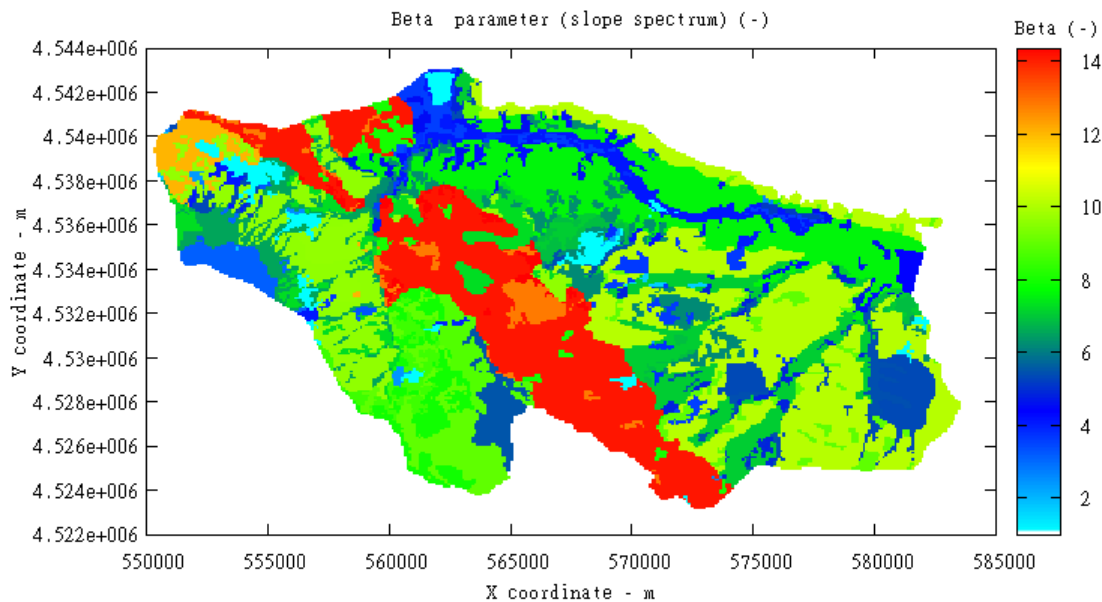 Beta parameter (slope spectrum) (-)
Beta (-)
4.544e+006
4.542e+006
4.54e+006
4.538e+006
4.536e+006
4.534e+006
4.532e+006
4.53e+006
4.528e+006
4.526e+006
4.524e+006
4.522e+006
Y Coordinate - m
550000 555000 560000 565000 570000 575000 580000 585000
X Coordinate - m
14
12
10
8
6
4
2